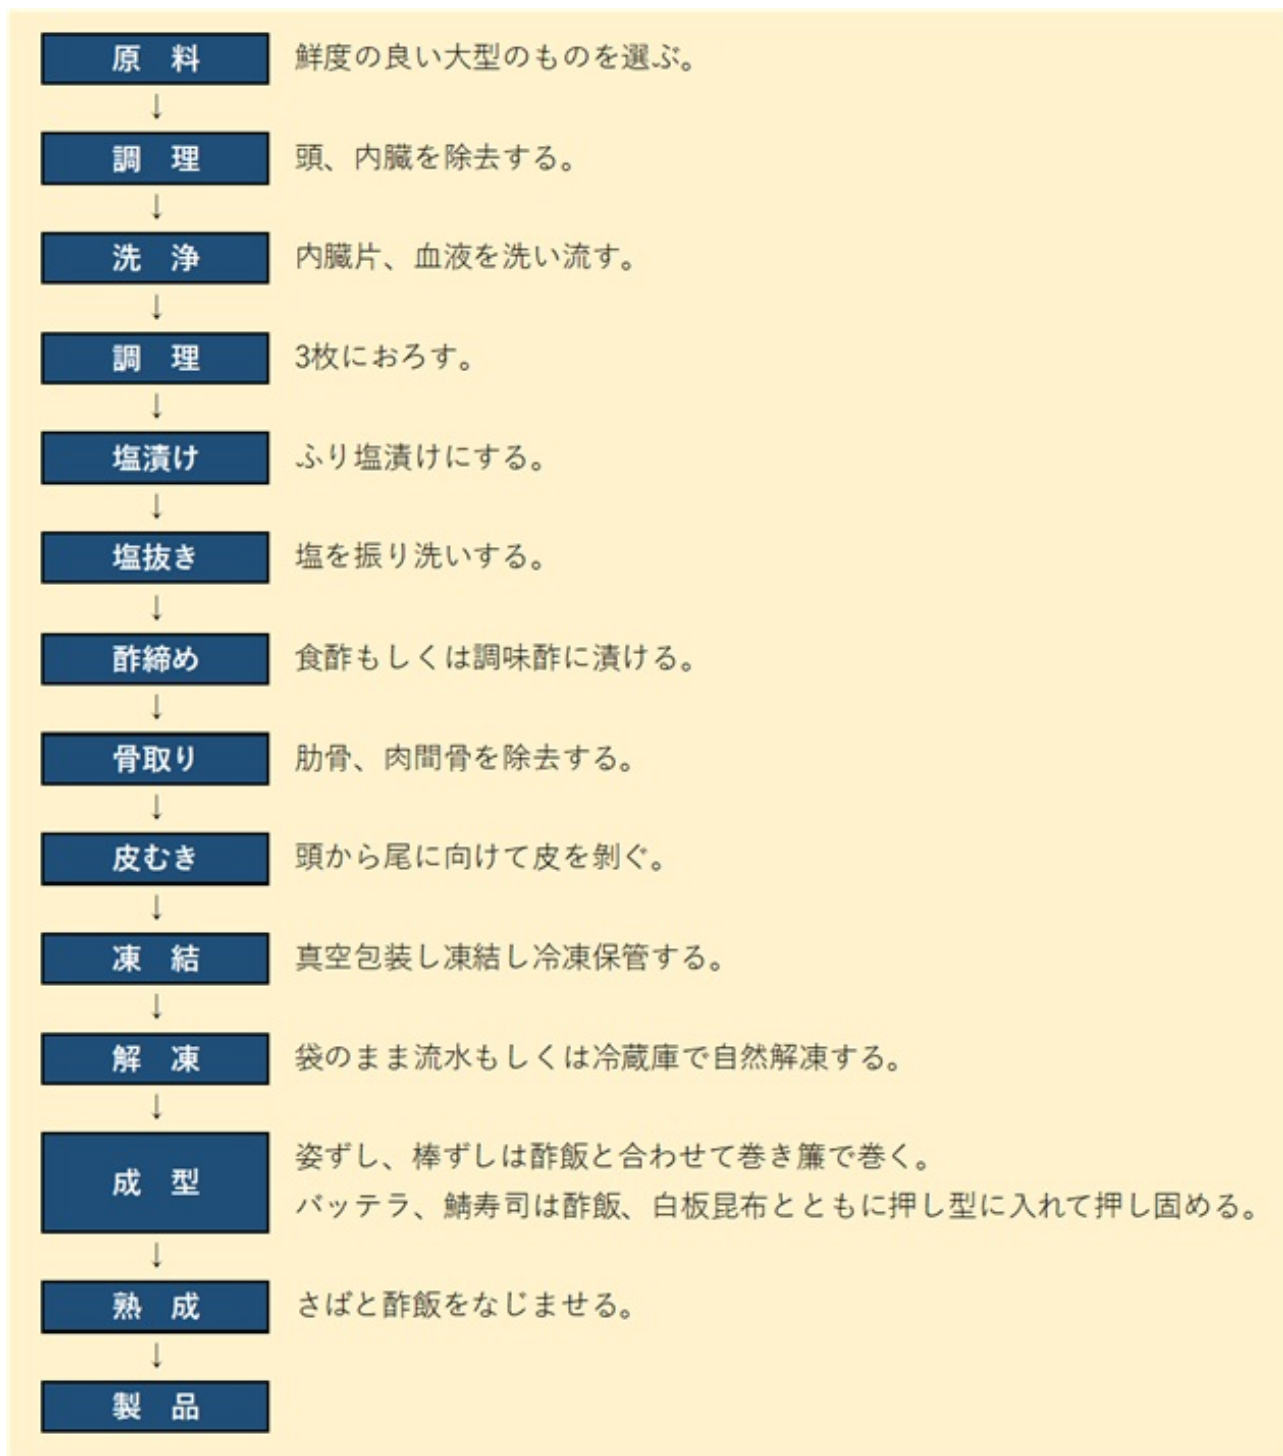 原　料　鮮度の良い大型のものを選ぶ。
↓
調　理　頭、内臓を除去する。
↓
洗　浄　内臓片、血液を洗い流す。
↓
調　理　3枚におろす。
↓
塩漬け　ふり塩漬けにする。
↓
塩抜き　塩を振り洗いする。
↓
酢締め　食酢もしくは調味酢に漬ける。
↓
骨取り　肋骨、肉間骨を除去する。
↓
皮むき　頭から尾に向けて皮を剝ぐ。
↓
凍　結　真空包装し凍結し冷凍保管する。
↓
解　凍　袋のまま流水もしくは冷蔵庫で自然解凍する。
↓
成　型　姿ずし、棒ずしは酢飯と合わせて巻き簾で巻く。
バッテラ、鯖寿司は酢飯、白板昆布とともに押し型に入れて押し固める。
↓
熟　成　さばと酢飯をなじませる。
↓
製　品